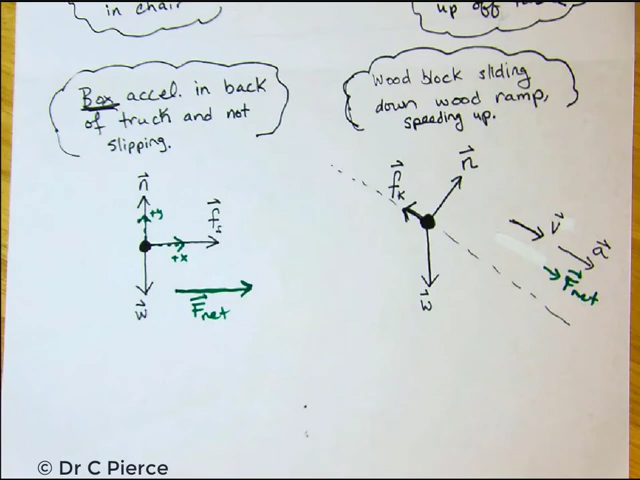 in chair
up off
Box accel. in back
of truck and not
slipping.
Wood block sliding
down wood ramp,
speeding up.
n
+y
fs
+x
w
Fnet
n
fk
w
v
a
Fnet
© Dr C Pierce